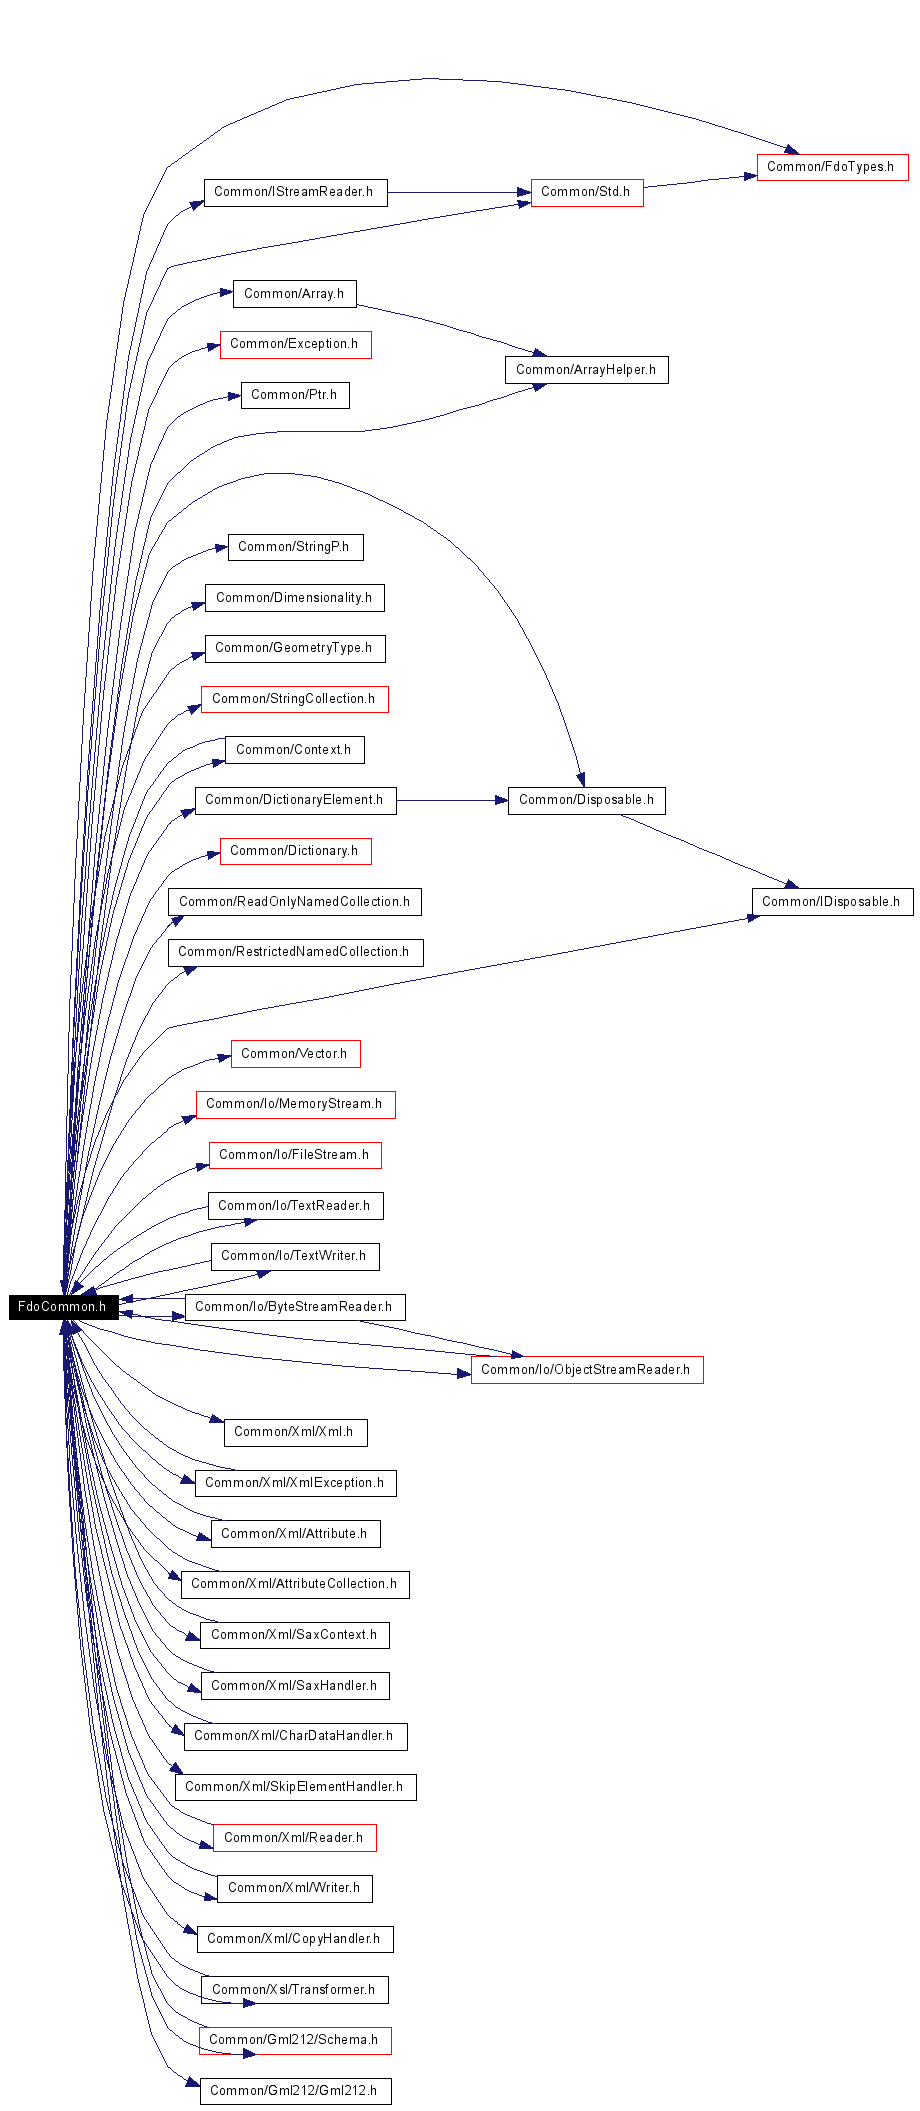 Common/FdoTypes.h
Common/IStreamReader.h
Common/Std.h
Common/Array.h
Common/Exception.h
Common/ArrayHelper.h
Common/Ptr.h
Common/StringP.h
Common/Dimensionality.h
Common/GeometryType.h
Common/StringCollection.h
Common/Context.h
Common/DictionaryElement.h
Common/Disposable.h
Common/Dictionary.h
Common/ReadOnlyNamedCollection.h
Common/IDisposable.h
Common/RestrictedNamedCollection.h
Common/Vector.h
Common/Io/MemoryStream.h
Common/Io/FileStream.h
Common/Io/TextReader.h
Common/Io/TextWriter.h
FdoCommon.h
Common/Io/ByteStreamReader.h
Common/Io/ObjectStreamReader.h
Common/Xml/Xml.h
Common/Xml/XmlException.h
Common/Xml/Attribute.h
Common/Xml/AttributeCollection.h
Common/Xml/SaxContext.h
Common/Xml/SaxHandler.h
Common/Xml/CharDataHandler.h
Common/Xml/SkipElementHandler.h
Common/Xml/Reader.h
Common/Xml/Writer.h
Common/Xml/CopyHandler.h
Common/Xsl/Transformer.h
Common/Gml212/Schema.h
Common/Gml212/Gml212.h